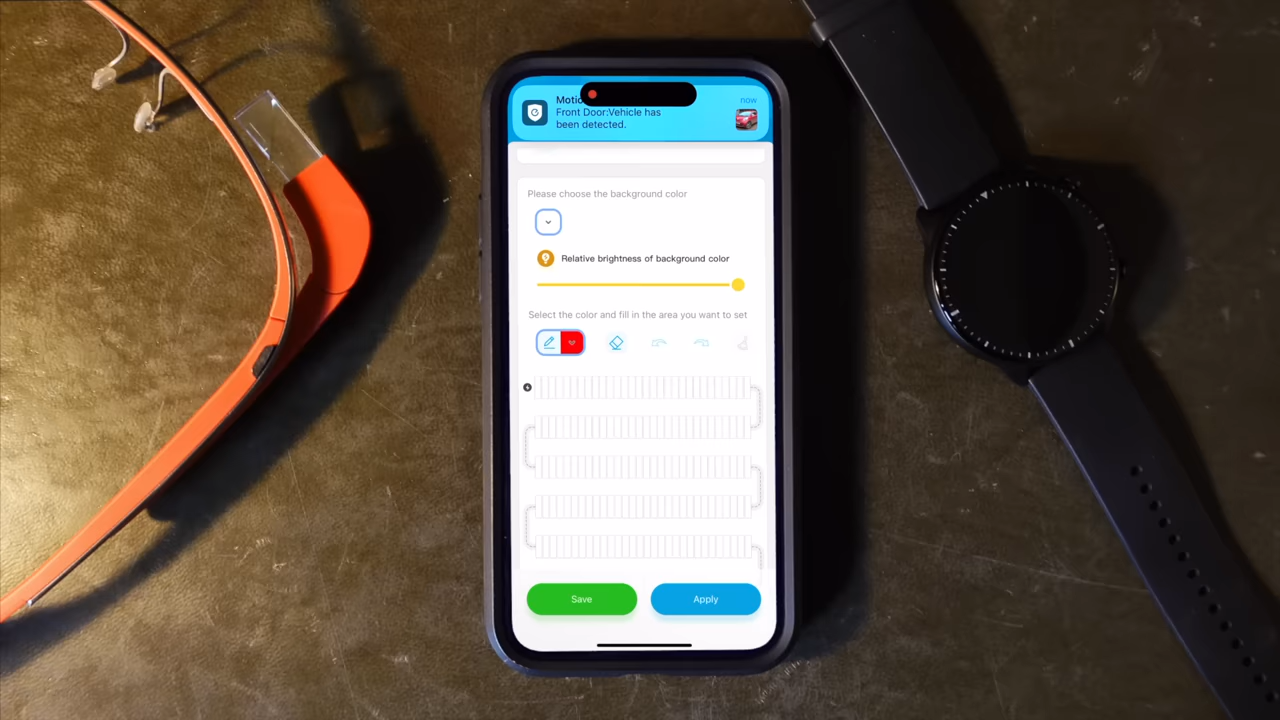 Motio
now
Front Door:Vehicle has
been detected.
Please choose the background color
Relative brightness of background color
Select the color and fill in the area you want to set
Save
Apply